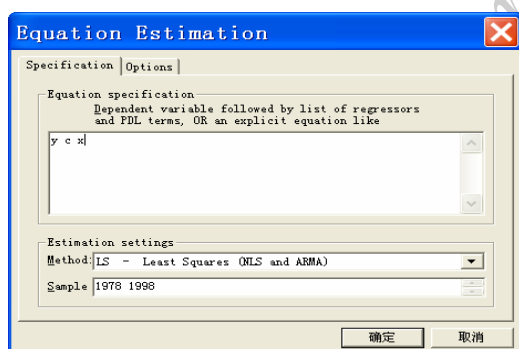 Equation Estimation
Specification Options
Equation specification
Dependent variable followed by list of regressors
and PDL terms, OR an explicit equation like
y c x
Estimation settings
Method: LS - Least Squares (NLS and ARMA)
Sample 1978 1998
确定 取消